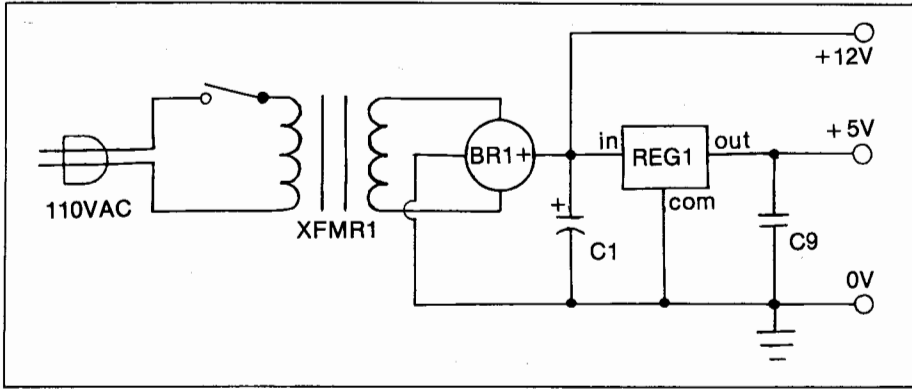 +12V
+5V
in
REG1
out
BR1+
com
110VAC
XFMR1
+
C1
C9
0V